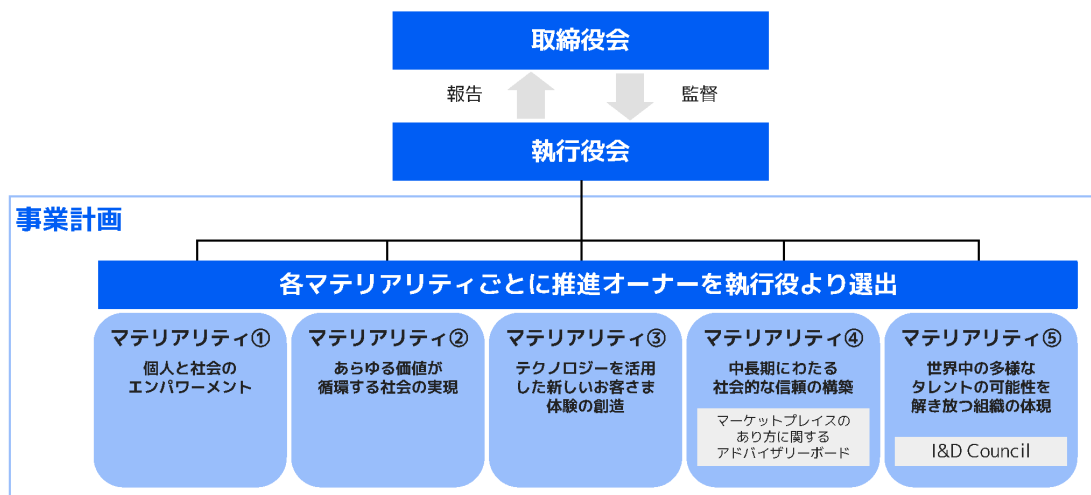 取締役会
報告
監督
執行役会
事業計画
各マテリアリティごとに推進オーナーを執行役より選出
マテリアリティ①
個人と社会の
エンパワーメント
マテリアリティ②
あらゆる価値が
循環する社会の実現
マテリアリティ③
テクノロジーを活用
した新しいお客さま
体験の創造
マテリアリティ④
中長期にわたる
社会的な信頼の構築
マーケットプレイスの
あり方に関する
アドバイザリーボード
マテリアリティ⑤
世界中の多様な
タレントの可能性を
解き放つ組織の体現
I&D Council